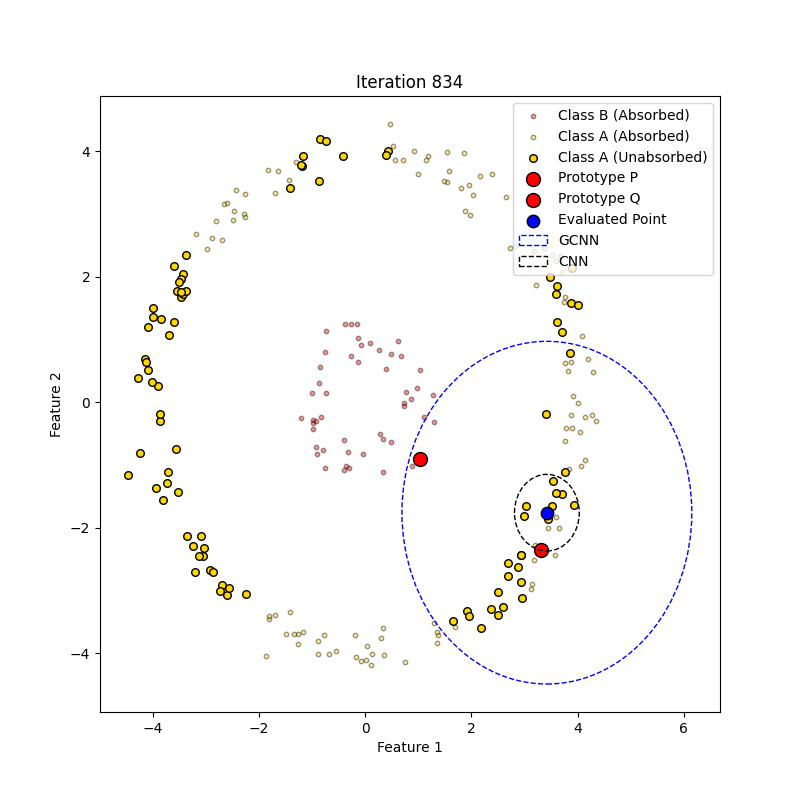 Iteration 834
Class B (Absorbed)
Class A (Absorbed)
Class A (Unabsorbed)
Prototype P
Prototype Q
Evaluated Point
GCNN
CNN
4
2
0
−2
−4
Feature 2
−4
−2
0
2
4
6
Feature 1